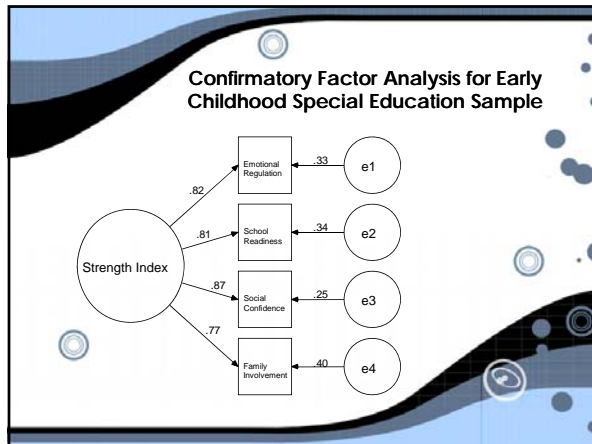 Confirmatory Factor Analysis for Early
Childhood Special Education Sample
Strength Index
.82
Emotional
Regulation
.33
e1
.81
School
Readiness
.34
e2
.87
Social
Confidence
.25
e3
.77
Family
Involvement
.40
e4